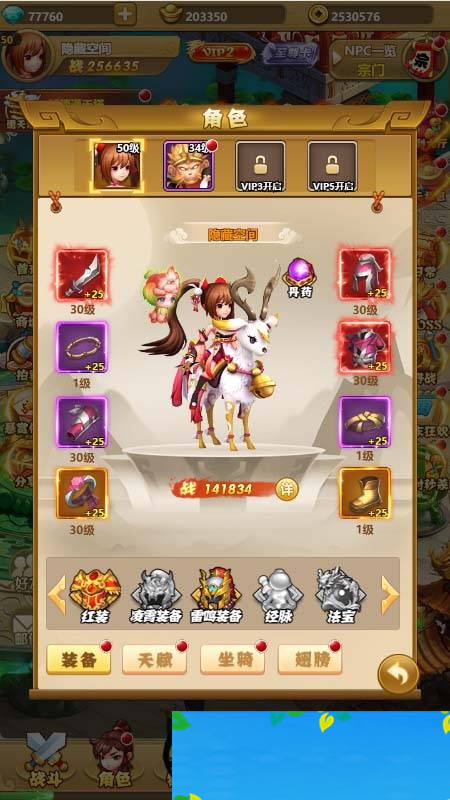 77760
203350
2530576
50
隐藏空间
战 256635
VIP2
至尊卡
NPC一览
宗门
角色
50级
34级
VIP3开启
VIP5开启
隐藏空间
丹药
+25
30级
+25
30级
+25
1级
+25
30级
+25
30级
+25
1级
+25
30级
+25
1级
战 141834
详
红装
凌霄装备
雷鸣装备
经脉
法宝
装备
天赋
坐骑
翅膀
战斗
角色